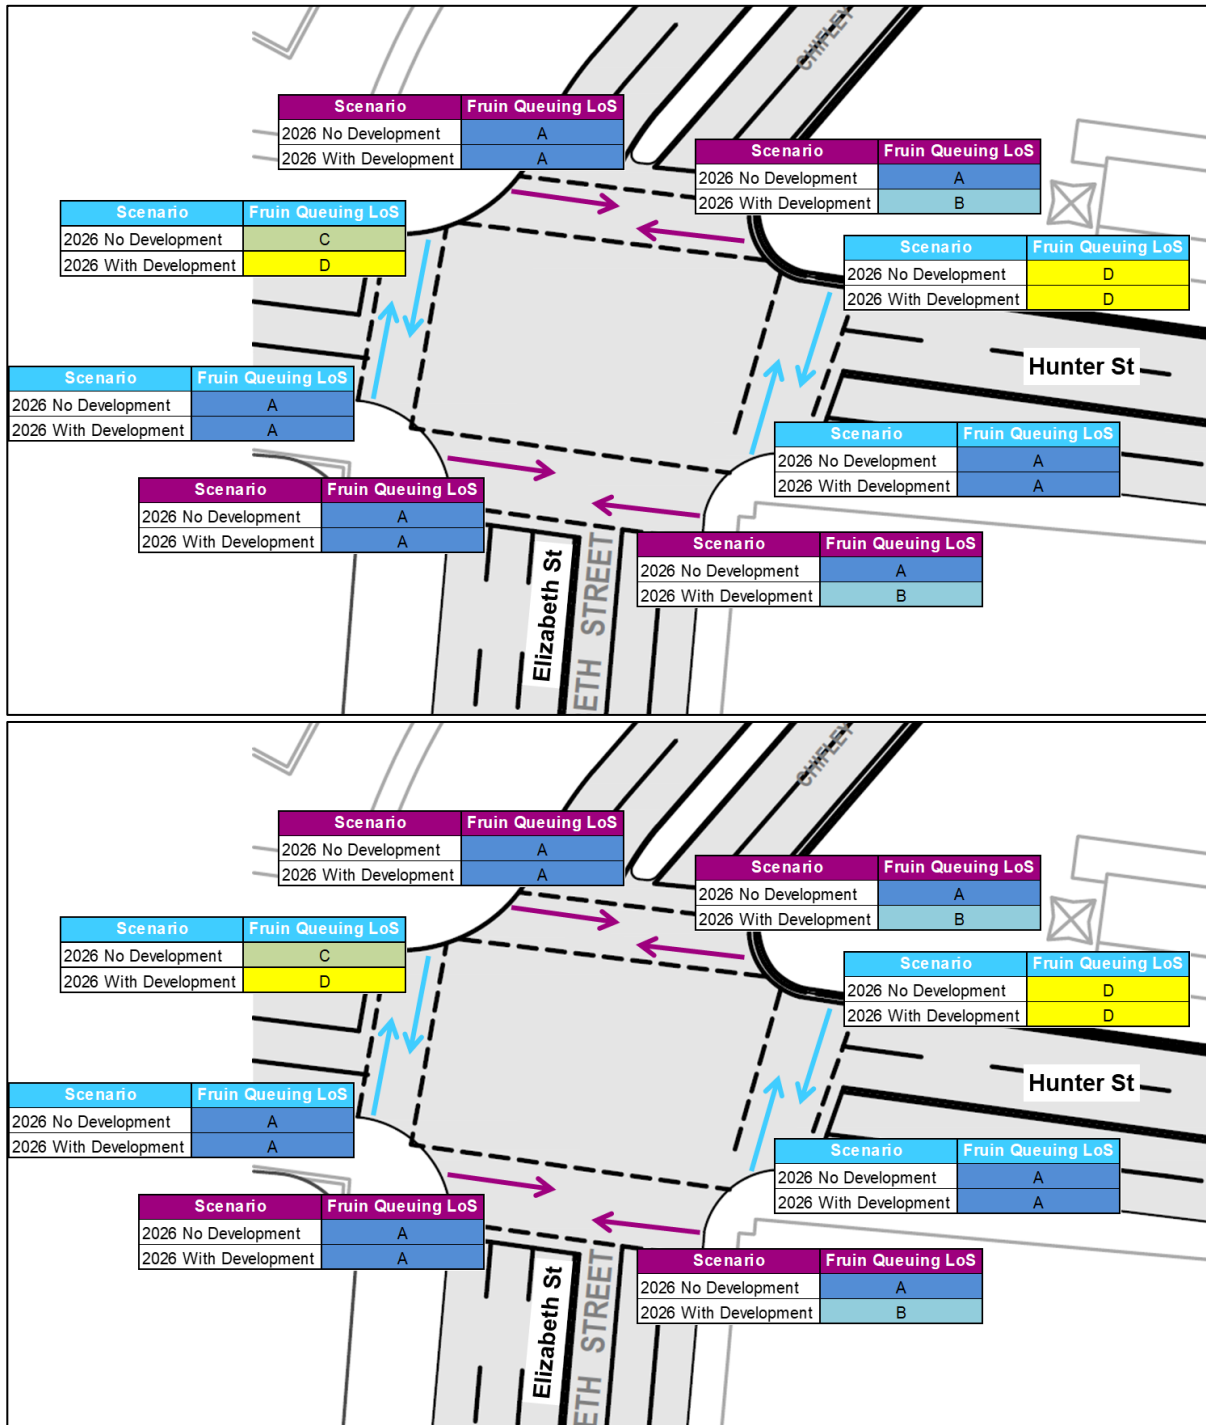 CHIFLEY
Scenario Fruin Queuing LoS
2026 No Development A
2026 With Development A
Scenario Fruin Queuing LoS
2026 No Development A
2026 With Development B
Scenario Fruin Queuing LoS
2026 No Development C
2026 With Development D
Scenario Fruin Queuing LoS
2026 No Development D
2026 With Development D
Hunter St
Scenario Fruin Queuing LoS
2026 No Development A
2026 With Development A
Scenario Fruin Queuing LoS
2026 No Development A
2026 With Development A
Scenario Fruin Queuing LoS
2026 No Development A
2026 With Development A
Scenario Fruin Queuing LoS
2026 No Development A
2026 With Development B
Elizabeth St
ETH STREET
CHIFLEY
Scenario Fruin Queuing LoS
2026 No Development A
2026 With Development A
Scenario Fruin Queuing LoS
2026 No Development A
2026 With Development B
Scenario Fruin Queuing LoS
2026 No Development C
2026 With Development D
Scenario Fruin Queuing LoS
2026 No Development D
2026 With Development D
Hunter St
Scenario Fruin Queuing LoS
2026 No Development A
2026 With Development A
Scenario Fruin Queuing LoS
2026 No Development A
2026 With Development A
Scenario Fruin Queuing LoS
2026 No Development A
2026 With Development A
Scenario Fruin Queuing LoS
2026 No Development A
2026 With Development B
Elizabeth St
ETH STREET